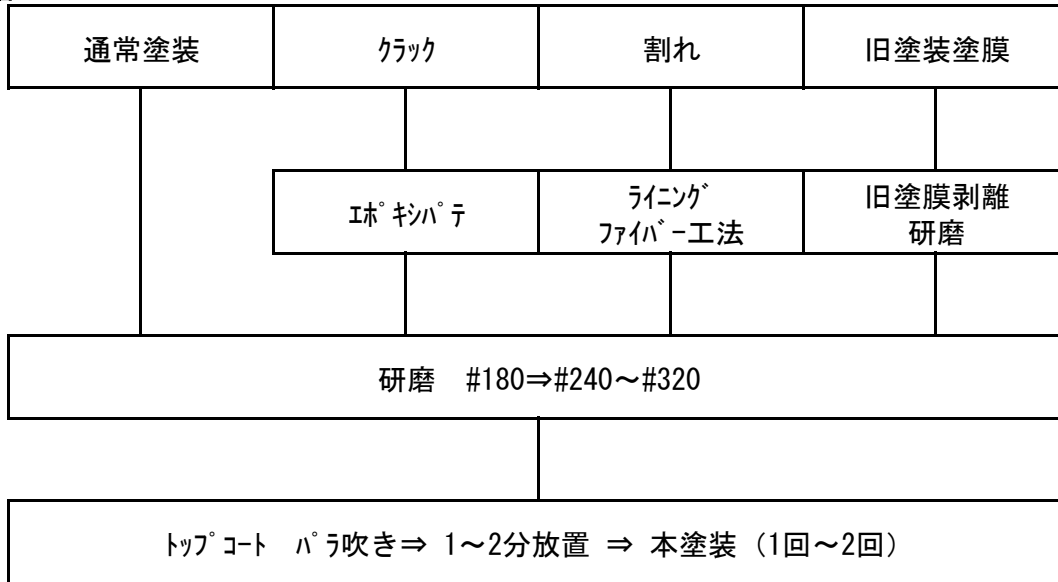 通常塗装
ｸﾗｯｸ
割れ
旧塗装塗膜
ｴﾎﾟｷｼﾊﾟﾃ
ﾗｲﾆﾝｸﾞ
ﾌｧｲﾊﾞｰ工法
旧塗膜剥離
研磨
研磨　#180⇒#240～#320
ﾄｯﾌﾟｺｰﾄ　ﾊﾟﾗ吹き⇒ 1～2分放置 ⇒ 本塗装（1回～2回）